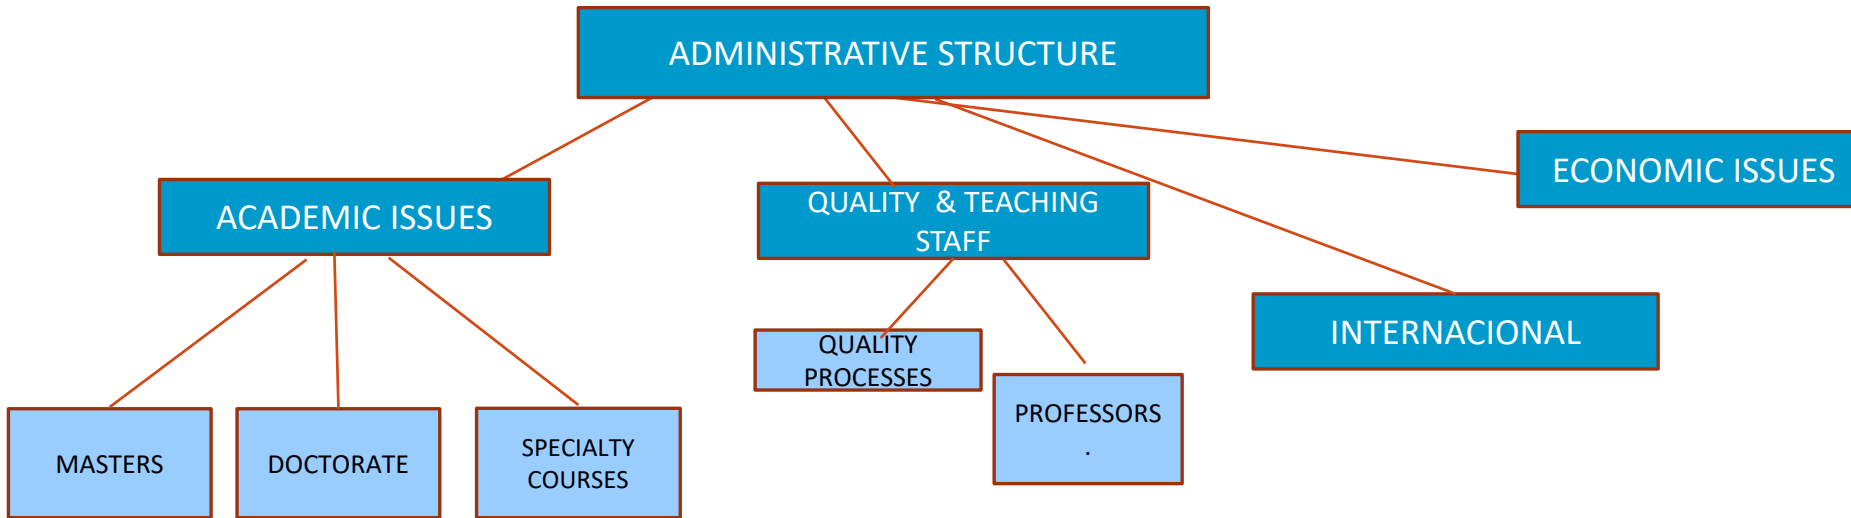 ADMINISTRATIVE STRUCTURE
ECONOMIC ISSUES
ACADEMIC ISSUES
QUALITY & TEACHING
STAFF
INTERNACIONAL
QUALITY
PROCESSES
PROFESSORS
.
MASTERS
DOCTORATE
SPECIALTY
COURSES